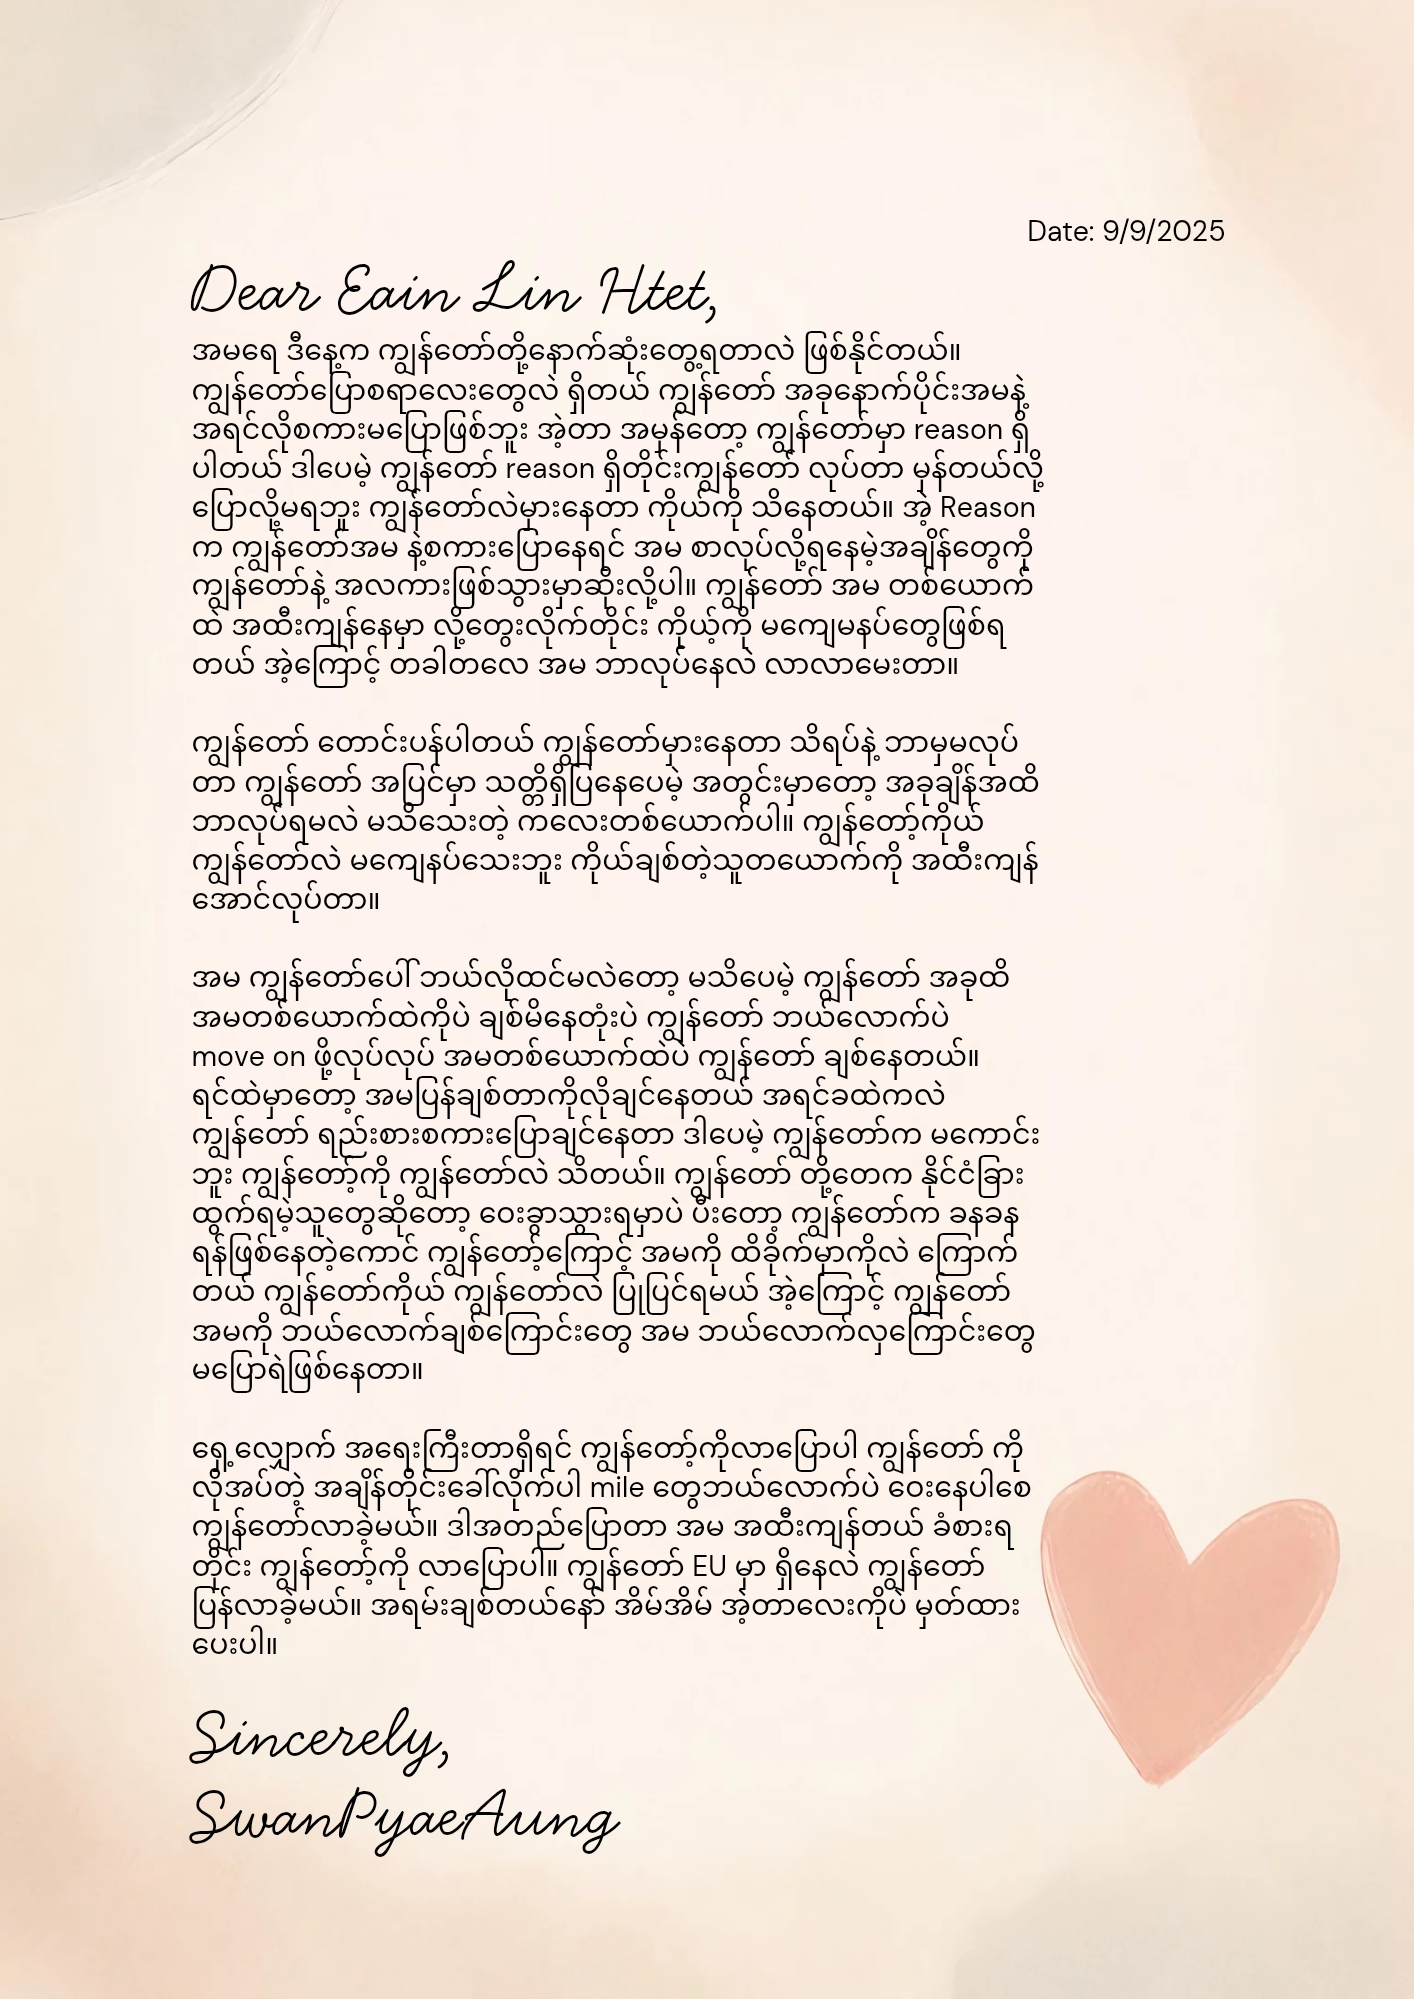 Date: 9/9/2025
Dear Eain Lin Htet,
အမရေ ဒီနေ့က ကျွန်တော်တို့နောက်ဆုံးတွေ့ရတာလဲ ဖြစ်နိုင်တယ်။
ကျွန်တော်ပြောစရာလေးတွေလဲ ရှိတယ် ကျွန်တော် အခုနောက်ပိုင်းအမနဲ့
အရင်လိုစကားမပြောဖြစ်ဘူး အဲ့တာ အမှန်တော့ ကျွန်တော်မှာ reason ရှိ
ပါတယ် ဒါပေမဲ့ ကျွန်တော် reason ရှိတိုင်းကျွန်တော် လုပ်တာ မှန်တယ်လို့
ပြောလို့မရဘူး ကျွန်တော်လဲမှားနေတာ ကိုယ်ကို သိနေတယ်။ အဲ့ Reason
က ကျွန်တော်အမ နဲ့စကားပြောနေရင် အမ စာလုပ်လို့ရနေမဲ့အချိန်တွေကို
ကျွန်တော်နဲ့ အလကားဖြစ်သွားမှာဆိုးလို့ပါ။ ကျွန်တော် အမ တစ်ယောက်
ထဲ အထီးကျန်နေမှာ လို့တွေးလိုက်တိုင်း ကိုယ့်ကို မကျေမနပ်တွေဖြစ်ရ
တယ် အဲ့ကြောင့် တခါတလေ အမ ဘာလုပ်နေလဲ လာလာမေးတာ။
ကျွန်တော် တောင်းပန်ပါတယ် ကျွန်တော်မှားနေတာ သိရပ်နဲ့ ဘာမှမလုပ်
တာ ကျွန်တော် အပြင်မှာ သတ္တိရှိပြနေပေမဲ့ အတွင်းမှာတော့ အခုချိန်အထိ
ဘာလုပ်ရမလဲ မသိသေးတဲ့ ကလေးတစ်ယောက်ပါ။ ကျွန်တော့်ကိုယ်
ကျွန်တော်လဲ မကျေနပ်သေးဘူး ကိုယ်ချစ်တဲ့သူတယောက်ကို အထီးကျန်
အောင်လုပ်တာ။
အမ ကျွန်တော်ပေါ် ဘယ်လိုထင်မလဲတော့ မသိပေမဲ့ ကျွန်တော် အခုထိ
အမတစ်ယောက်ထဲကိုပဲ ချစ်မိနေတုံးပဲ ကျွန်တော် ဘယ်လောက်ပဲ
move on ဖို့လုပ်လုပ် အမတစ်ယောက်ထဲပဲ ကျွန်တော် ချစ်နေတယ်။
ရင်ထဲမှာတော့ အမပြန်ချစ်တာကိုလိုချင်နေတယ် အရင်ခထဲကလဲ
ကျွန်တော် ရည်းစားစကားပြောချင်နေတာ ဒါပေမဲ့ ကျွန်တော်က မကောင်း
ဘူး ကျွန်တော့်ကို ကျွန်တော်လဲ သိတယ်။ ကျွန်တော် တို့တေက နိုင်ငံခြား
ထွက်ရမဲ့သူတွေဆိုတော့ ဝေးခွာသွားရမှာပဲ ပီးတော့ ကျွန်တော်က ခနခန
ရန်ဖြစ်နေတဲ့ကောင် ကျွန်တော့်ကြောင့် အမကို ထိခိုက်မှာကိုလဲ ကြောက်
တယ် ကျွန်တော်ကိုယ် ကျွန်တော်လဲ ပြုပြင်ရမယ် အဲ့ကြောင့် ကျွန်တော်
အမကို ဘယ်လောက်ချစ်ကြောင်းတွေ အမ ဘယ်လောက်လှကြောင်းတွေ
မပြောရဲဖြစ်နေတာ။
ရှေ့လျှောက် အရေးကြီးတာရှိရင် ကျွန်တော့်ကိုလာပြောပါ ကျွန်တော် ကို
လိုအပ်တဲ့ အချိန်တိုင်းခေါ်လိုက်ပါ mile တွေဘယ်လောက်ပဲ ဝေးနေပါစေ
ကျွန်တော်လာခဲ့မယ်။ ဒါအတည်ပြောတာ အမ အထီးကျန်တယ် ခံစားရ
တိုင်း ကျွန်တော့်ကို လာပြောပါ။ ကျွန်တော် EU မှာ ရှိနေလဲ ကျွန်တော်
ပြန်လာခဲ့မယ်။ အရမ်းချစ်တယ်နော် အိမ်အိမ် အဲ့တာလေးကိုပဲ မှတ်ထား
ပေးပါ။
Sincerely,
SwanPyaeAung